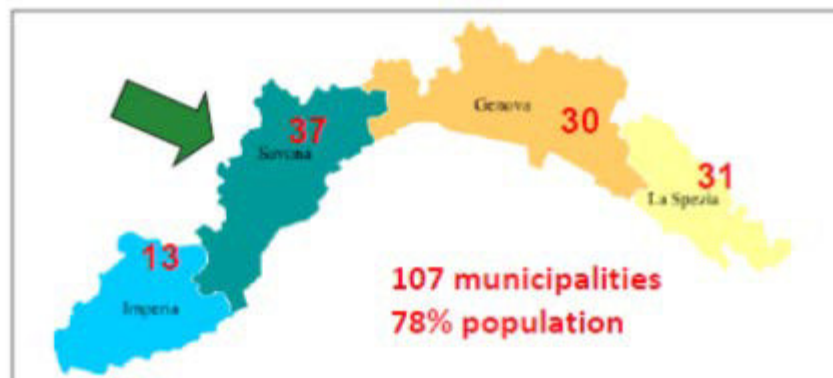 37
Savona
Genova
30
31
La Spezia
13
Imperia
107 municipalities
78% population